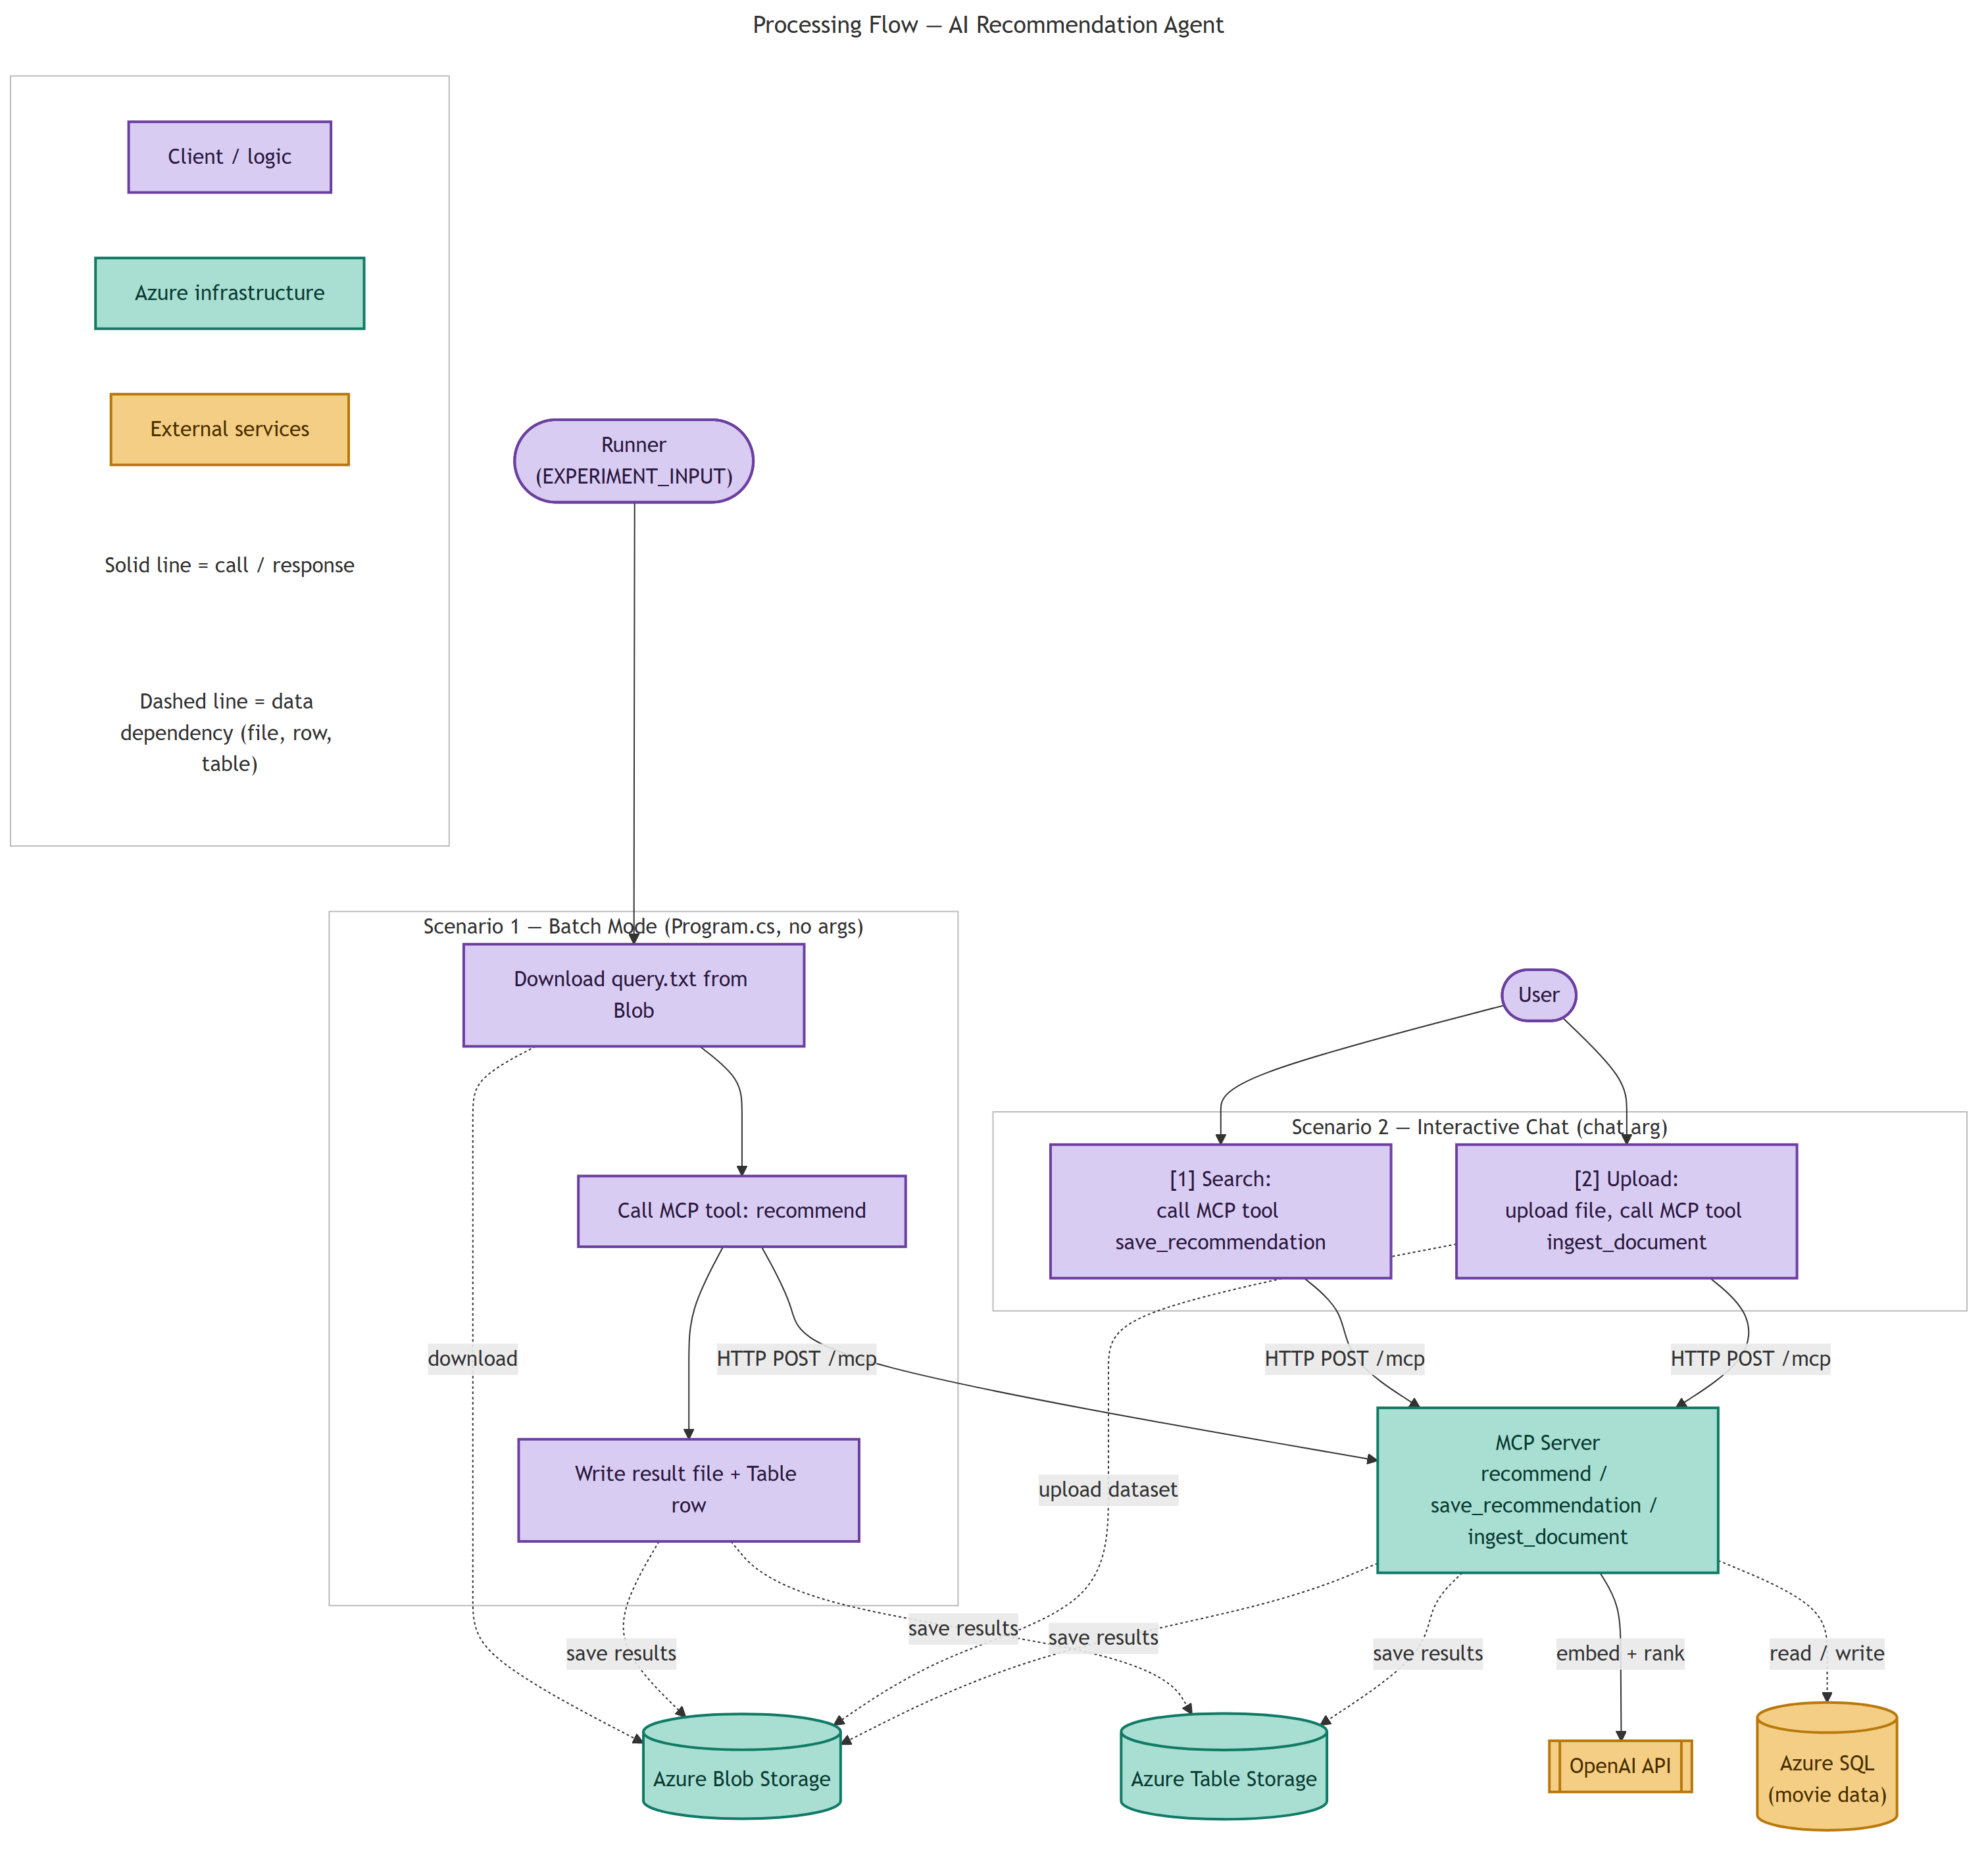 Processing Flow — AI Recommendation Agent
Client / logic
Azure infrastructure
External services
Solid line = call / response
Dashed line = data
dependency (file, row,
table)
Runner
(EXPERIMENT_INPUT)
Scenario 1 — Batch Mode (Program.cs, no args)
Download query.txt from
Blob
Call MCP tool: recommend
Write result file + Table
row
User
Scenario 2 — Interactive Chat (chat arg)
[1] Search:
call MCP tool
save_recommendation
[2] Upload:
upload file, call MCP tool
ingest_document
download
HTTP POST /mcp
HTTP POST /mcp
HTTP POST /mcp
upload dataset
MCP Server
recommend /
save_recommendation /
ingest_document
save results
save results
save results
save results
embed + rank
read / write
Azure Blob Storage
Azure Table Storage
OpenAI API
Azure SQL
(movie data)